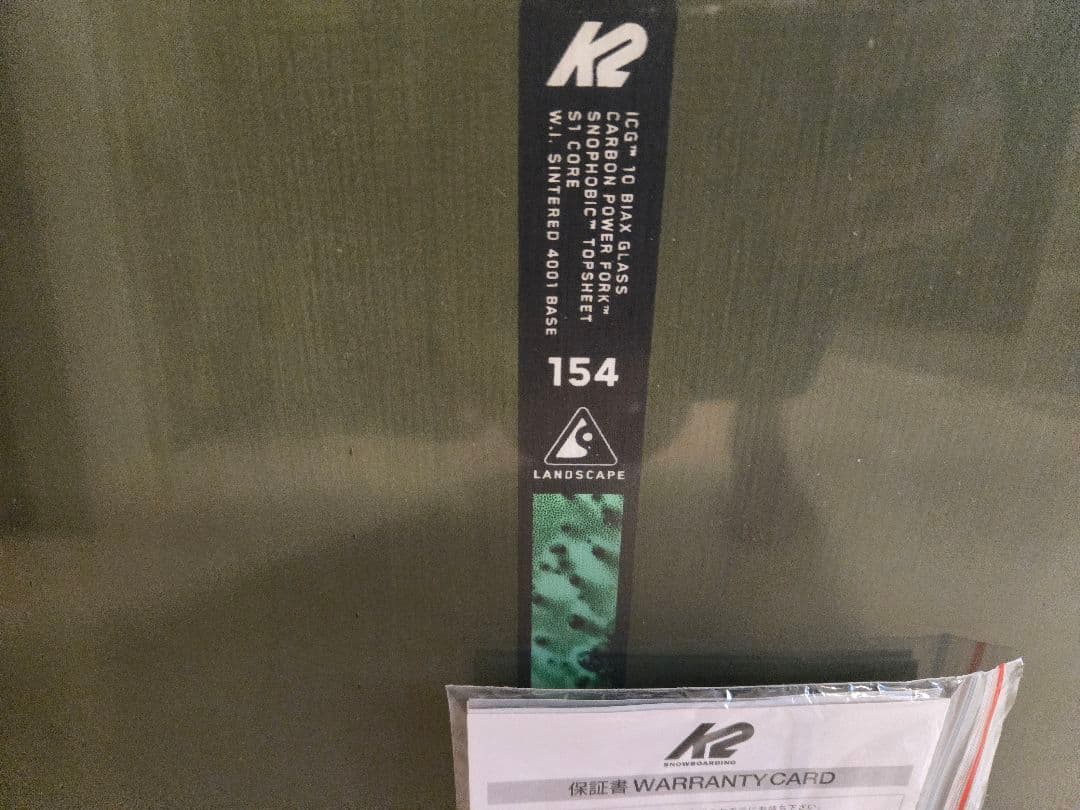 K2
ICG™ 10 BIAX GLASS
CARBON POWER FORK™
SNOPHOBIC™ TOPSHEET
S1 CORE
W.I. SINTERED 4001 BASE
154
LANDSCAPE
K2
SNOWBOARDING
保証書 WARRANTY CARD